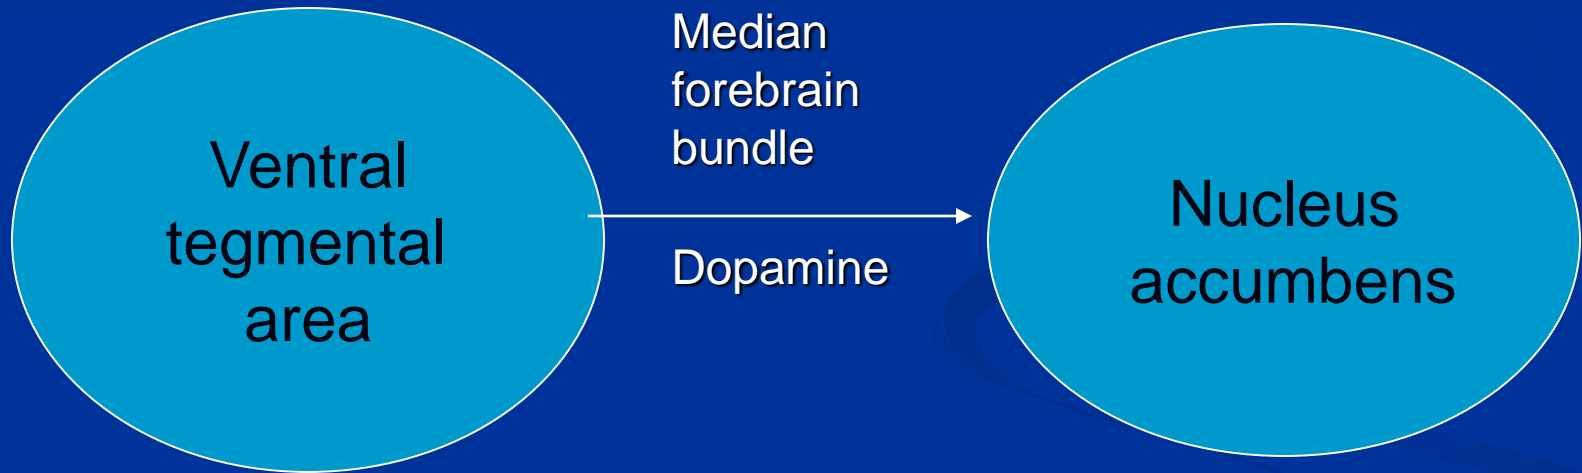 Ventral
tegmental
area
Median
forebrain
bundle
Dopamine
Nucleus
accumbens